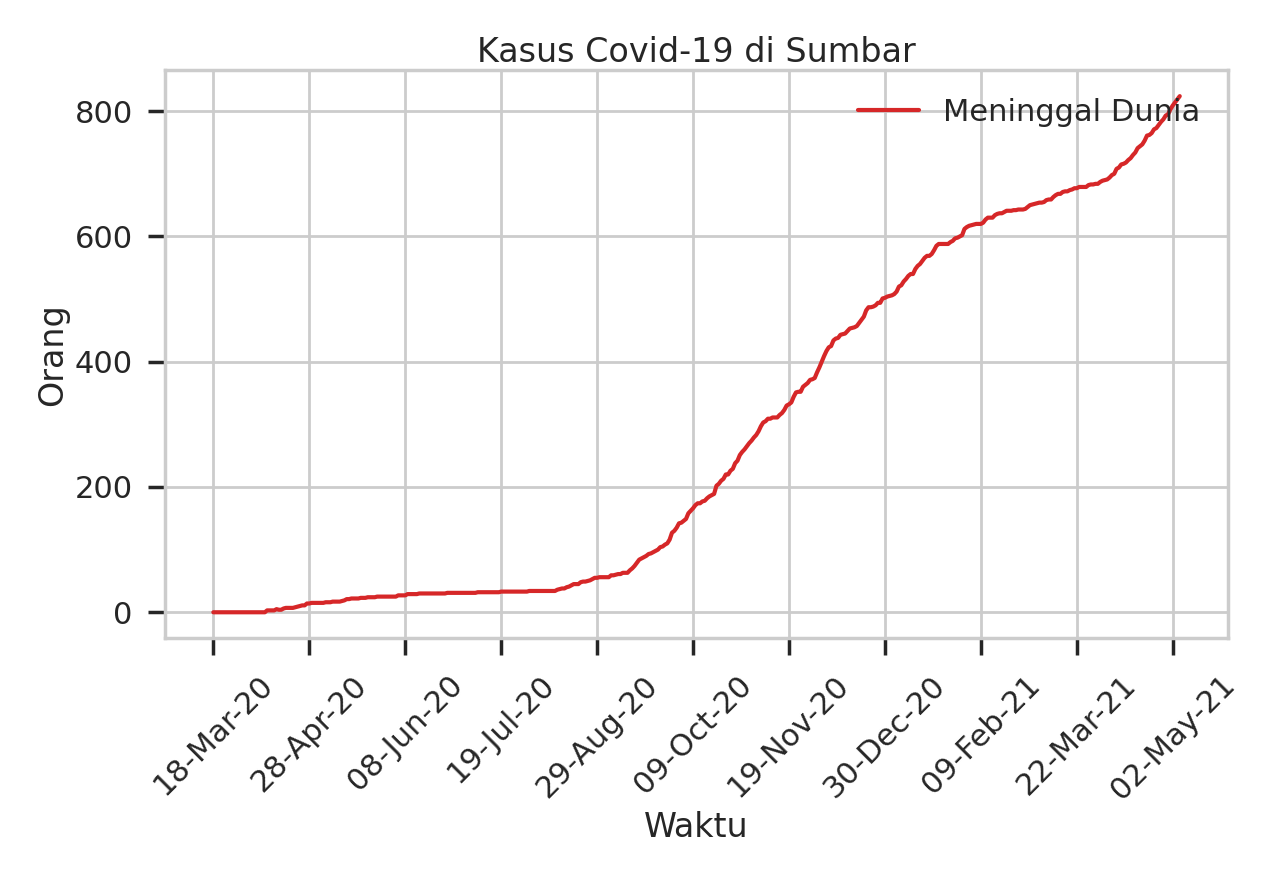 Kasus Covid-19 di Sumbar
Meninggal Dunia
800
600
400
200
0
Orang
18-Mar-20
28-Apr-20
08-Jun-20
19-Jul-20
29-Aug-20
09-Oct-20
19-Nov-20
30-Dec-20
09-Feb-21
22-Mar-21
02-May-21
Waktu